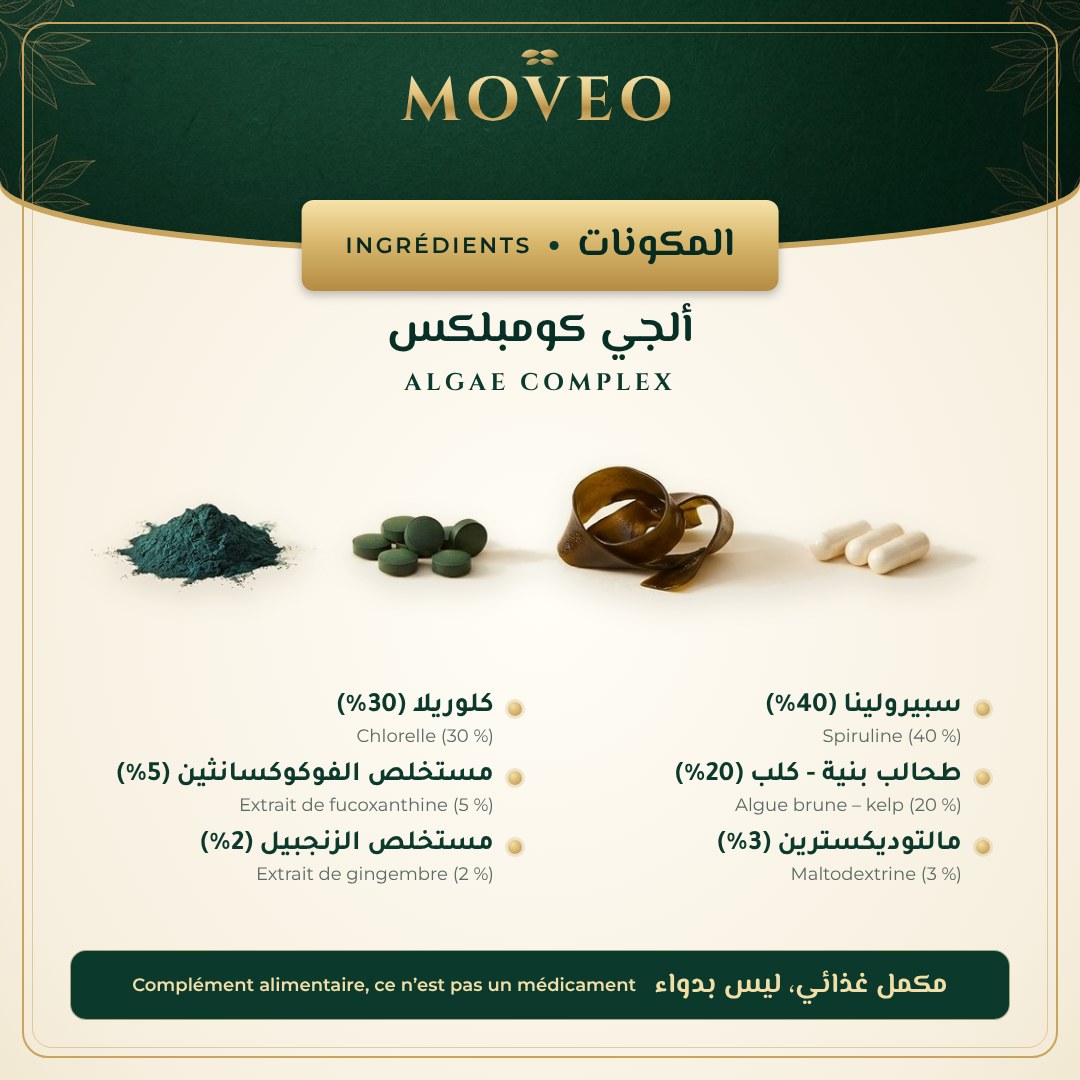 MOVEO
المكونات • INGRÉDIENTS
ألجي كومبلكس
ALGAE COMPLEX
سبيرولينا (40%)
Spiruline (40 %)
كلوريلا (30%)
Chlorelle (30 %)
طحالب بنية - كلب (20%)
Algue brune – kelp (20 %)
مستخلص الفوكوكسانثين (5%)
Extrait de fucoxanthine (5 %)
مالتوديكسترين (3%)
Maltodextrine (3 %)
مستخلص الزنجبيل (2%)
Extrait de gingembre (2 %)
مكمل غذائي، ليس بدواء Complément alimentaire, ce n’est pas un médicament